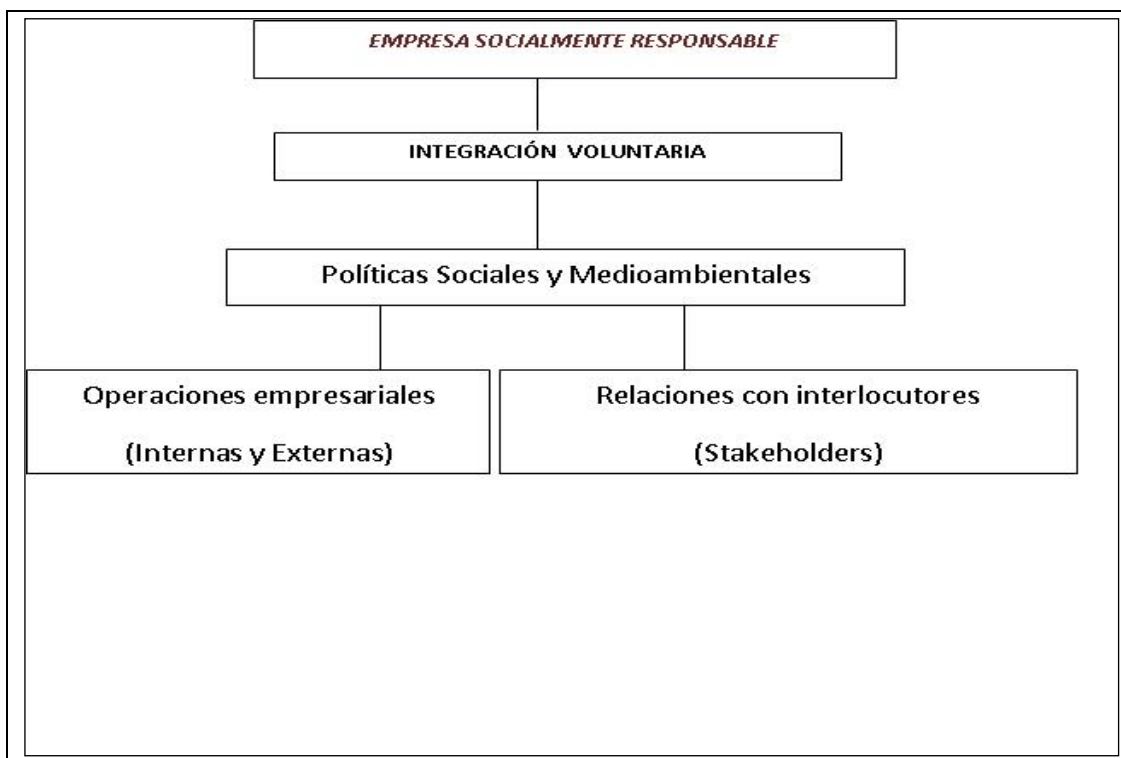 EMPRESA SOCIALMENTE RESPONSABLE
INTEGRACIÓN VOLUNTARIA
Políticas Sociales y Medioambientales
Operaciones empresariales
(Internas y Externas)
Relaciones con interlocutores
(Stakeholders)